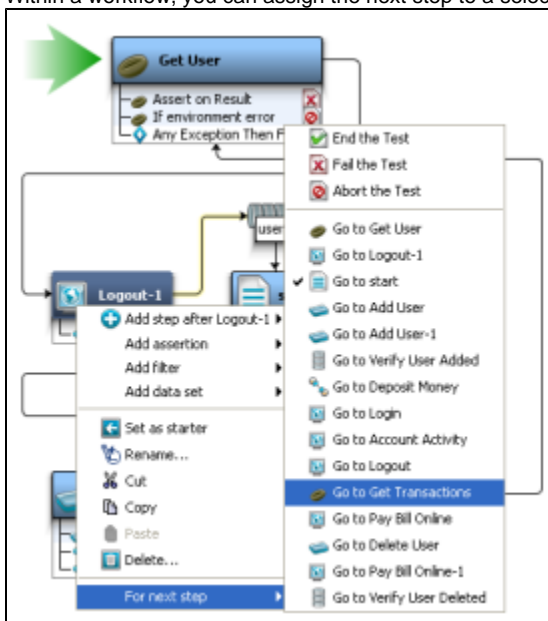 Within a workflow, you can assign the next step to a selec
Get User
Assert on Result
If environment error
Any Exception Then F
End the Test
Fail the Test
Abort the Test
user
Go to Get User
Go to Logout-1
Go to start
Go to Add User
Go to Add User-1
Go to Verify User Added
Go to Deposit Money
Go to Login
Go to Account Activity
Go to Logout
Go to Get Transactions
Go to Pay Bill Online
Go to Delete User
Go to Pay Bill Online-1
Go to Verify User Deleted
Logout-1
s
Add step after Logout-1
Add assertion
Add filter
Add data set
Set as starter
Rename...
Cut
Copy
Paste
Delete...
For next step